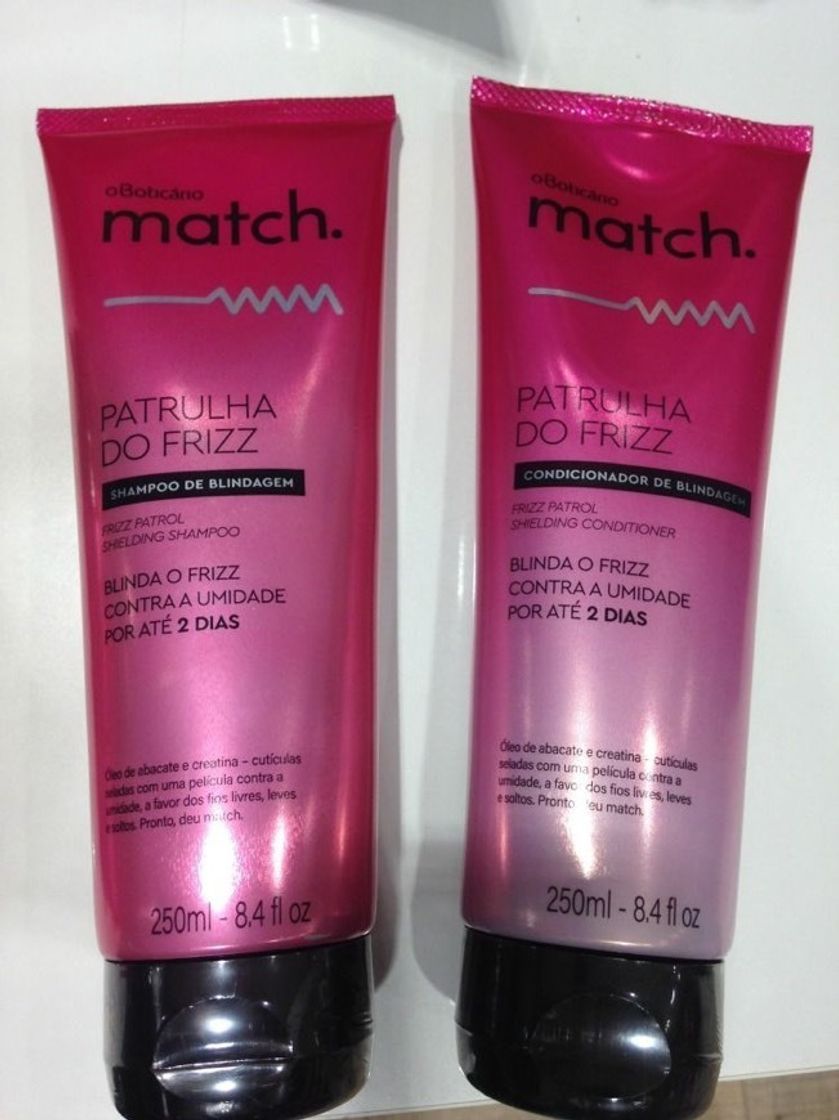 oBoticário
match.
PATRULHA
DO FRIZZ
SHAMPOO DE BLINDAGEM
FRIZZ PATROL
SHIELDING SHAMPOO
BLINDA O FRIZZ
CONTRA A UMIDADE
POR ATÉ 2 DIAS
Óleo de abacate e creatina – cutículas
seladas com uma película contra a
umidade, a favor dos fios livres, leves
e soltos. Pronto, deu match.
250ml - 8,4 fl oz
oBoticário
match.
PATRULHA
DO FRIZZ
CONDICIONADOR DE BLINDAGEM
FRIZZ PATROL
SHIELDING CONDITIONER
BLINDA O FRIZZ
CONTRA A UMIDADE
POR ATÉ 2 DIAS
Óleo de abacate e creatina - cutículas
seladas com uma película contra a
umidade, a favor dos fios livres, leves
e soltos. Pronto, deu match.
250ml - 8,4 fl oz